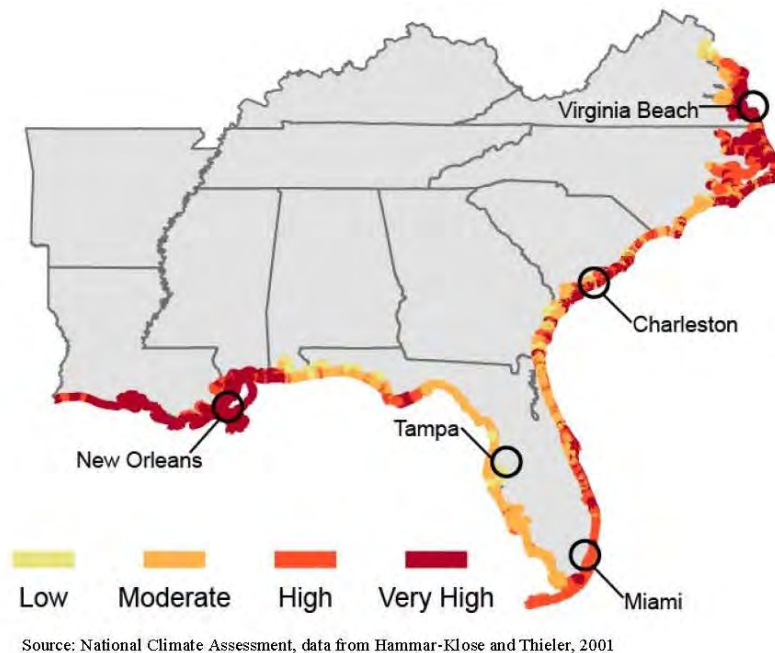 Virginia Beach
Charleston
New Orleans
Tampa
Miami
Low
Moderate
High
Very High
Source: National Climate Assessment, data from Hammar-Klose and Thieler, 2001